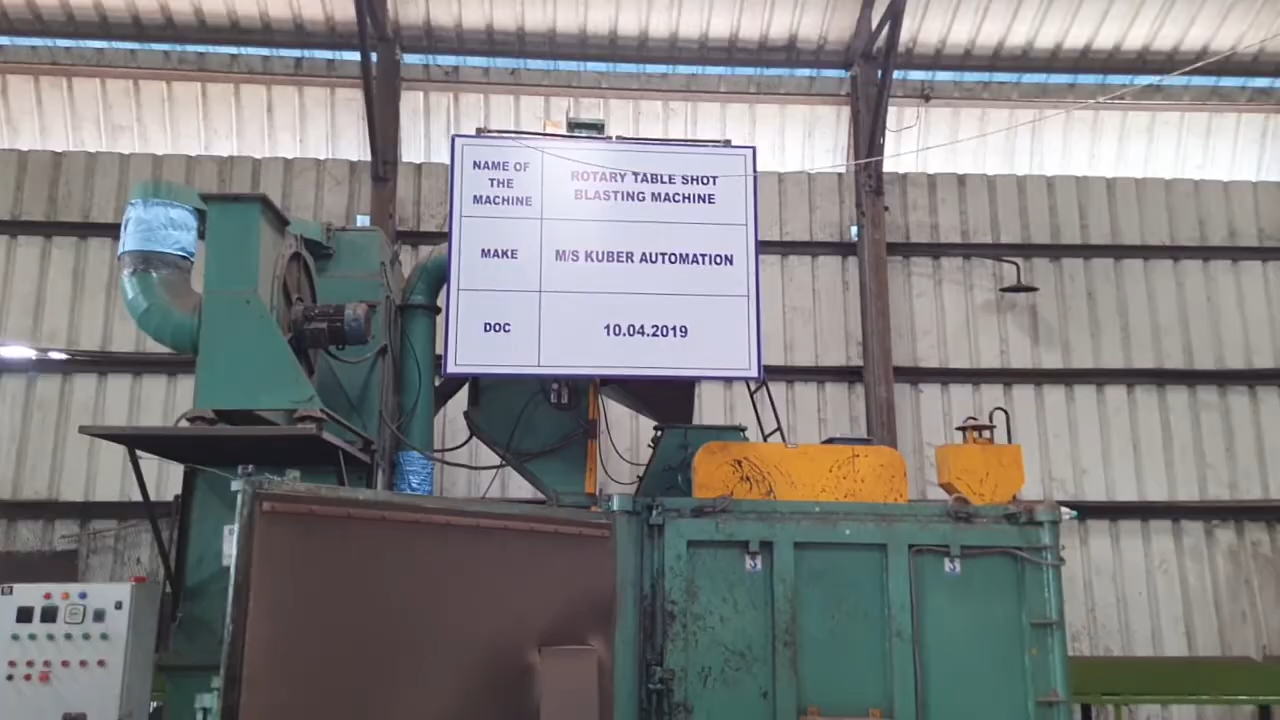 NAME OF
THE
MACHINE
ROTARY TABLE SHOT
BLASTING MACHINE
MAKE
M/S KUBER AUTOMATION
DOC
10.04.2019